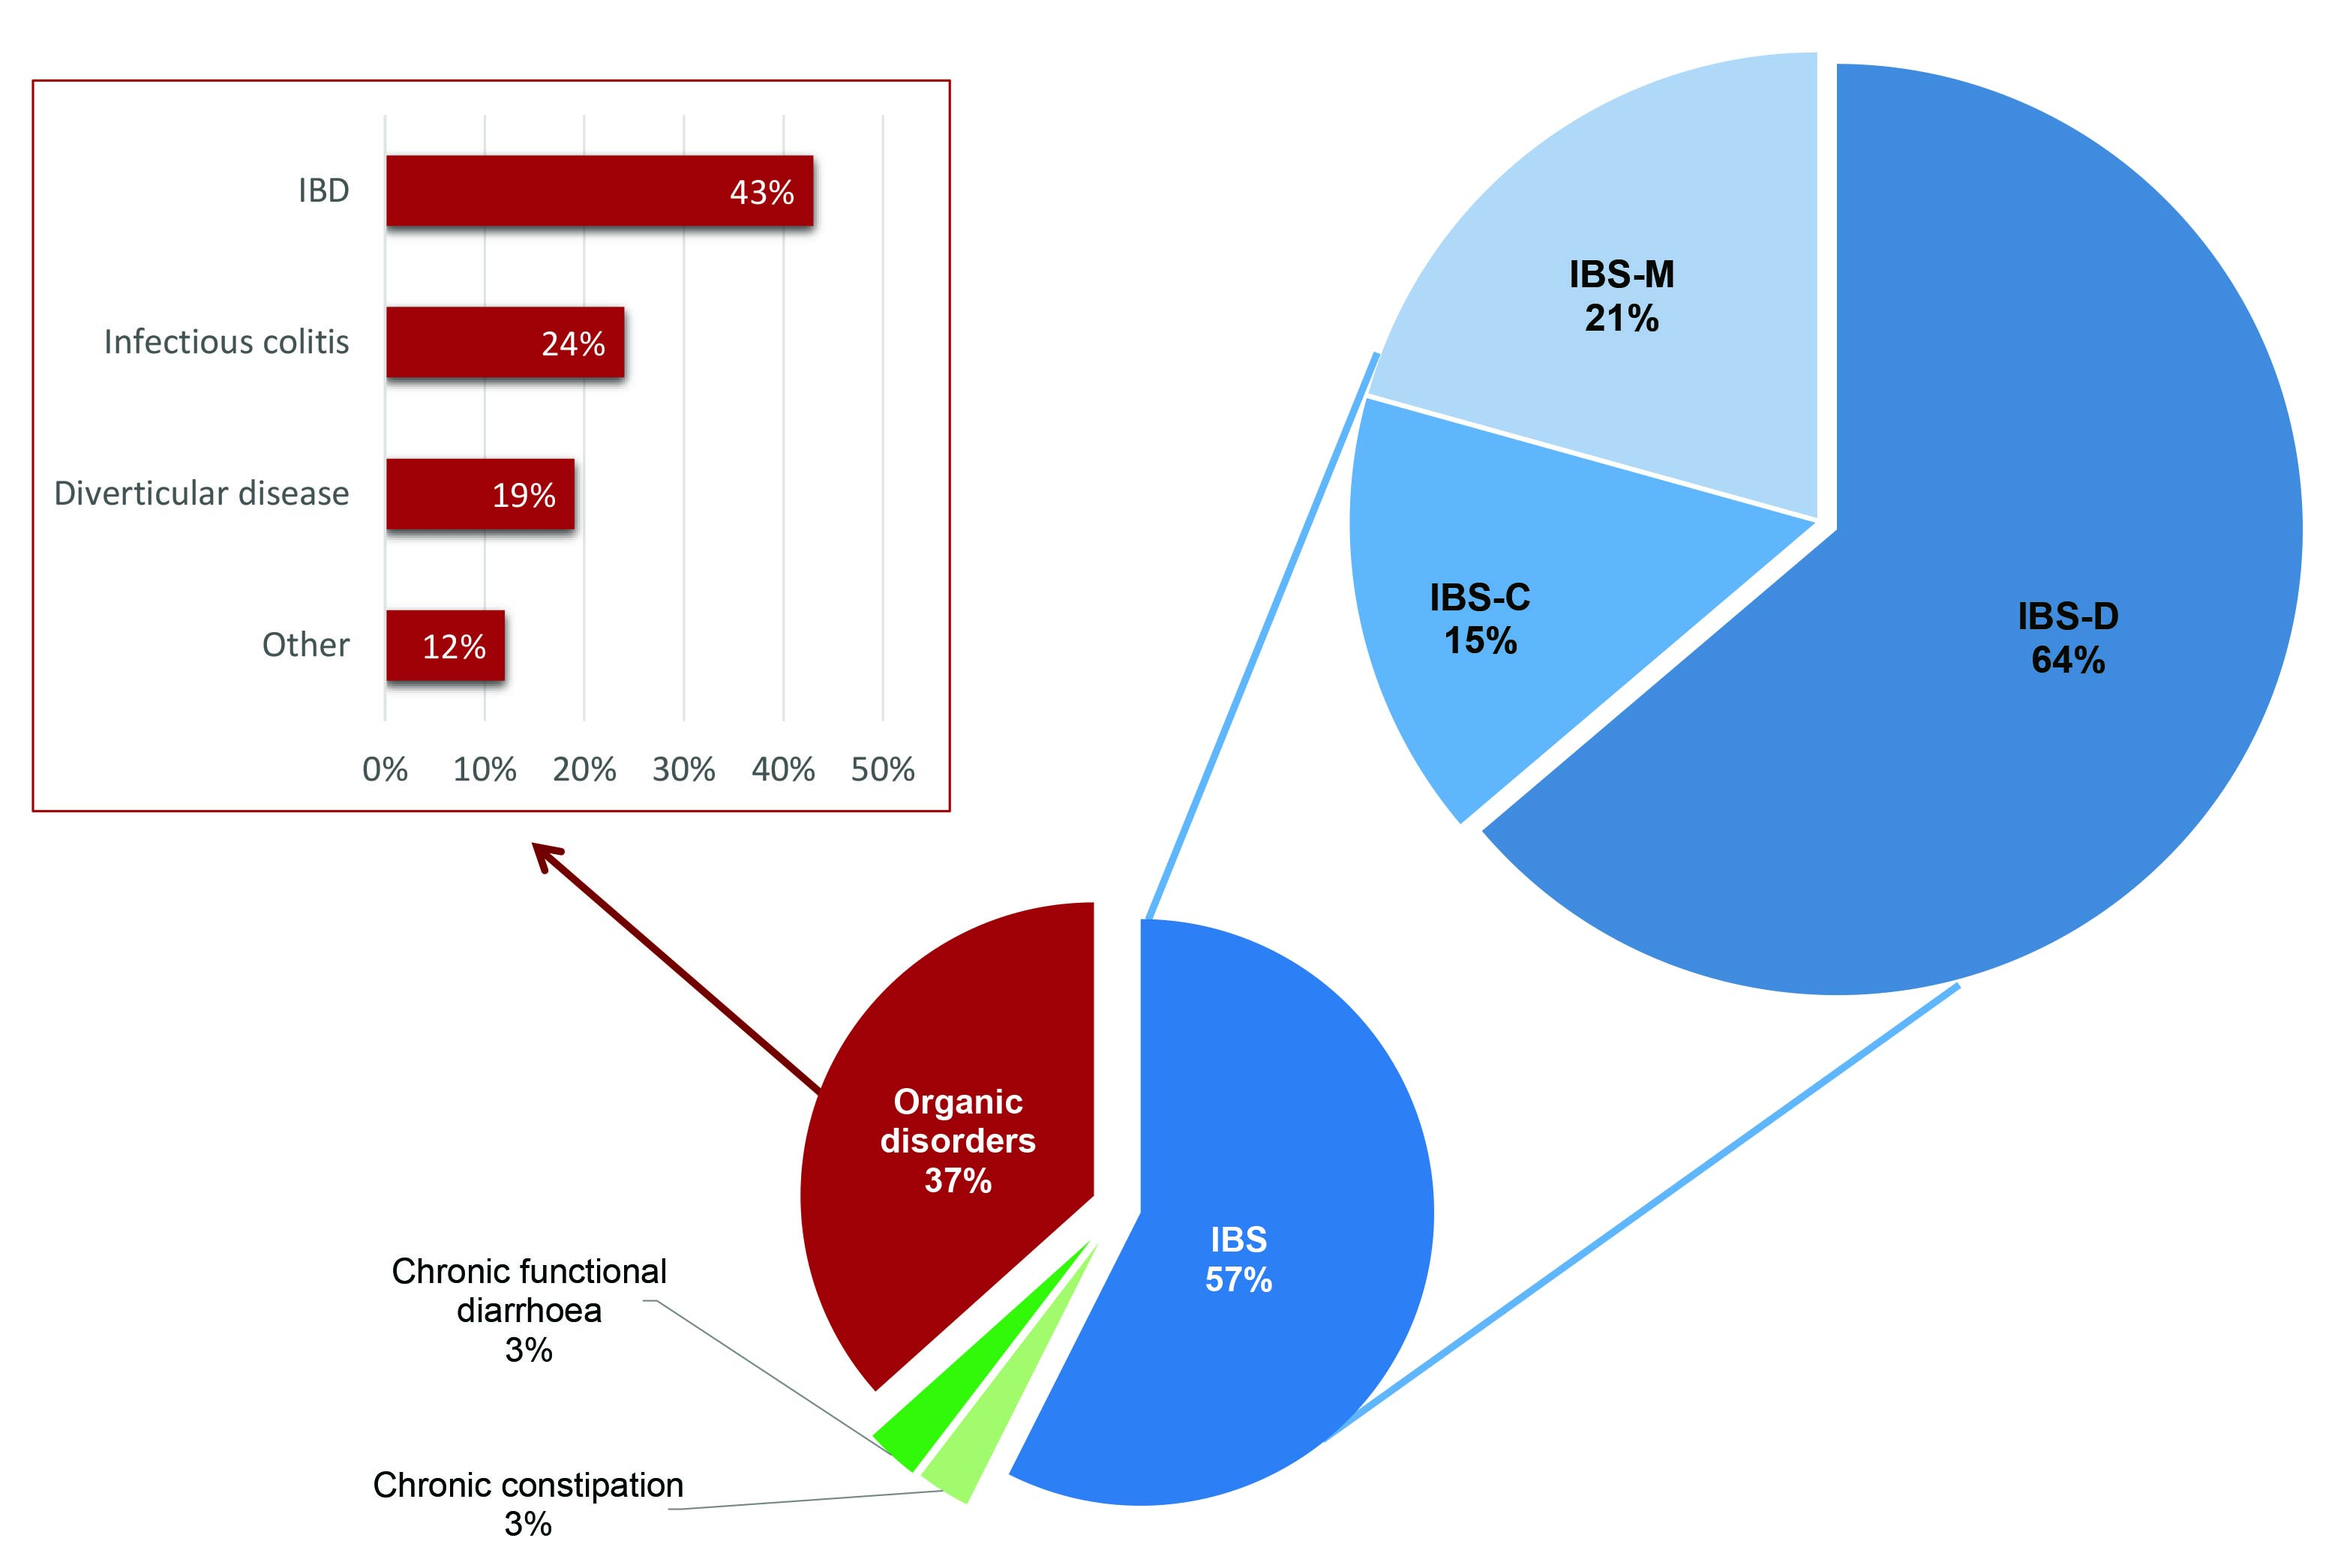 IBD
43%
Infectious colitis
24%
Diverticular disease
19%
Other
12%
0% 10% 20% 30% 40% 50%
IBS-M
21%
IBS-C
15%
IBS-D
64%
Organic
disorders
37%
IBS
57%
Chronic functional
diarrhoea
3%
Chronic constipation
3%